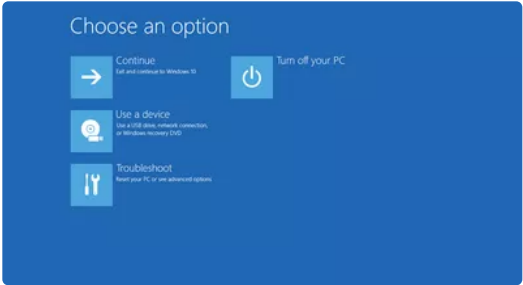 Choose an option
Continue
Exit and continue to Windows 10
Turn off your PC
Use a device
Use a USB drive, network connection,
or Windows recovery DVD
Troubleshoot
Reset your PC or see advanced options